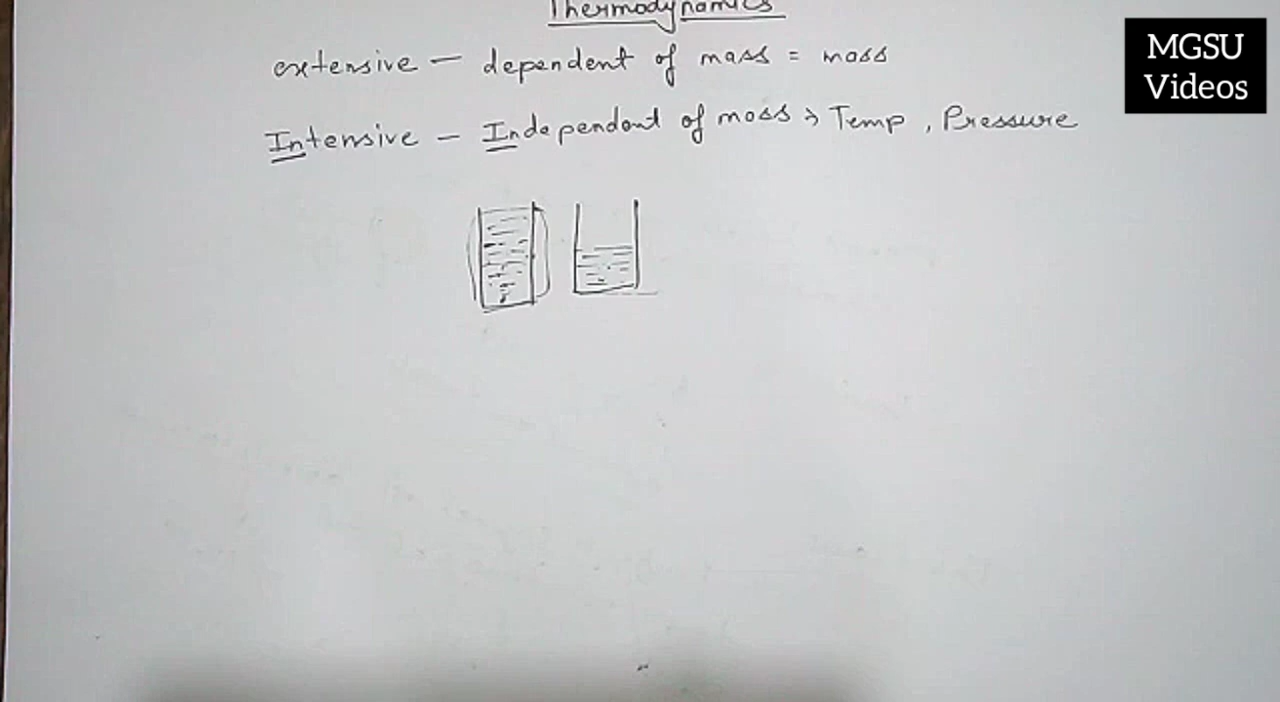 Thermodynamics
extensive — dependent of mass = mass
Intensive — Independent of mass → Temp, Pressure
MGSU
Videos